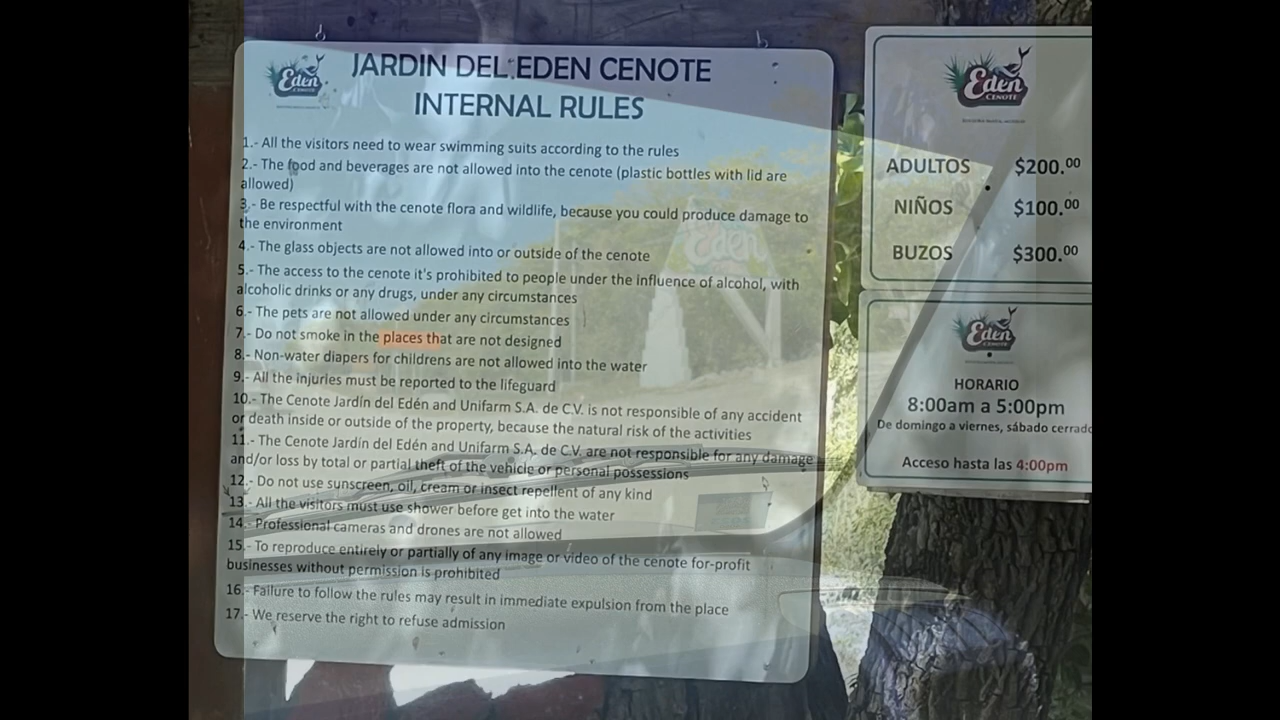 Eden
CENOTE
JARDIN DEL EDEN CENOTE
INTERNAL RULES
1.- All the visitors need to wear swimming suits according to the rules
2.- The food and beverages are not allowed into the cenote (plastic bottles with lid are
allowed)
3.- Be respectful with the cenote flora and wildlife, because you could produce damage to
the environment
4.- The glass objects are not allowed into or outside of the cenote
5.- The access to the cenote it's prohibited to people under the influence of alcohol, with
alcoholic drinks or any drugs, under any circumstances
6.- The pets are not allowed under any circumstances
7.- Do not smoke in the places that are not designed
8.- Non-water diapers for childrens are not allowed into the water
9.- All the injuries must be reported to the lifeguard
10.- The Cenote Jardín del Edén and Unifarm S.A. de C.V. is not responsible of any accident
or death inside or outside of the property, because the natural risk of the activities
11.- The Cenote Jardín del Edén and Unifarm S.A. de C.V. are not responsible for any damage
and/or loss by total or partial theft of the vehicle or personal possessions
12.- Do not use sunscreen, oil, cream or insect repellent of any kind
13.- All the visitors must use shower before get into the water
14.- Professional cameras and drones are not allowed
15.- To reproduce entirely or partially of any image or video of the cenote for-profit
businesses without permission is prohibited
16.- Failure to follow the rules may result in immediate expulsion from the place
17.- We reserve the right to refuse admission
Eden
Eden
CENOTE
ADULTOS $200.00
NIÑOS $100.00
BUZOS $300.00
Eden
CENOTE
HORARIO
8:00am a 5:00pm
De domingo a viernes, sábado cerrado
Acceso hasta las 4:00pm